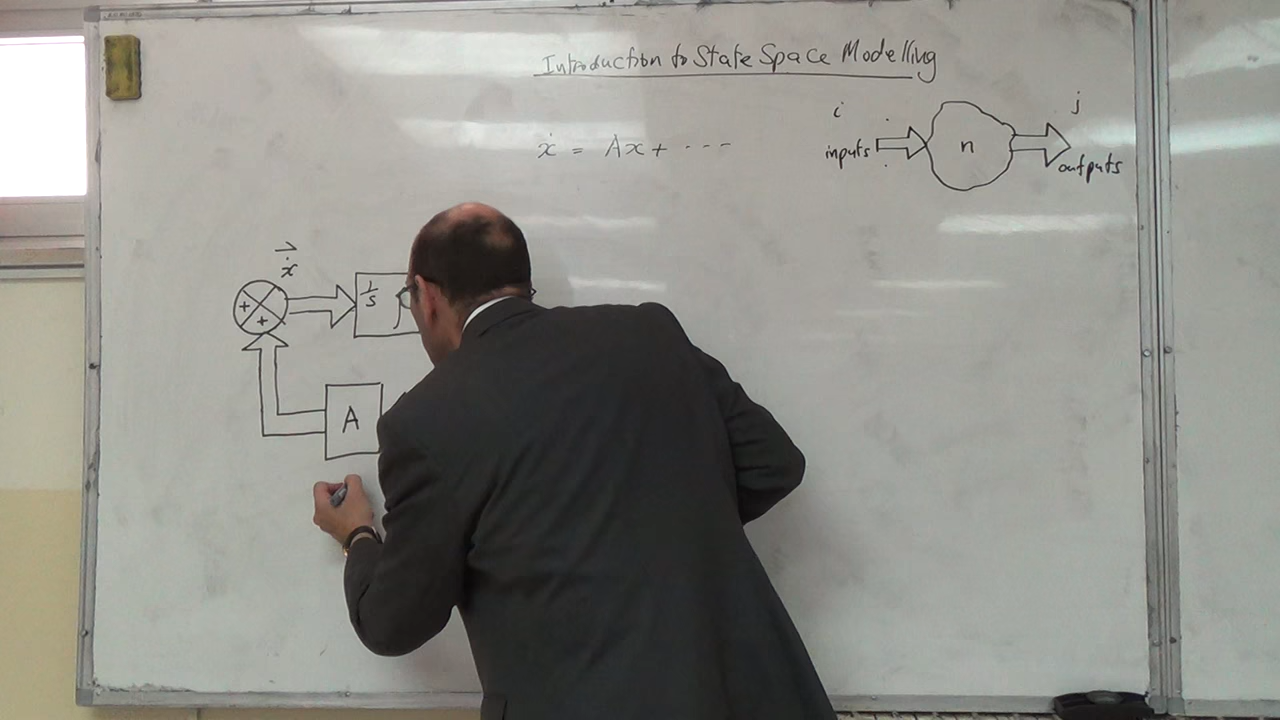 Introduction to State Space Modelling
i
j
ẋ = Ax + ----
inputs
n
outputs
ẋ
+
+
1/s
∫
A